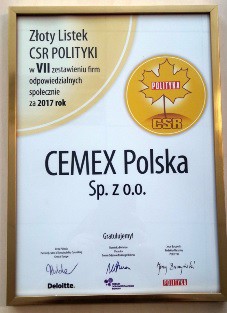 Złoty Listek
CSR POLITYKI
w VII zestawieniu firm
odpowiedzialnych
społecznie
za 2017 rok
POLITYKA
CSR
CEMEX Polska
Sp. z o.o.
Gratulujemy!
Deloitte.
POLITYKA